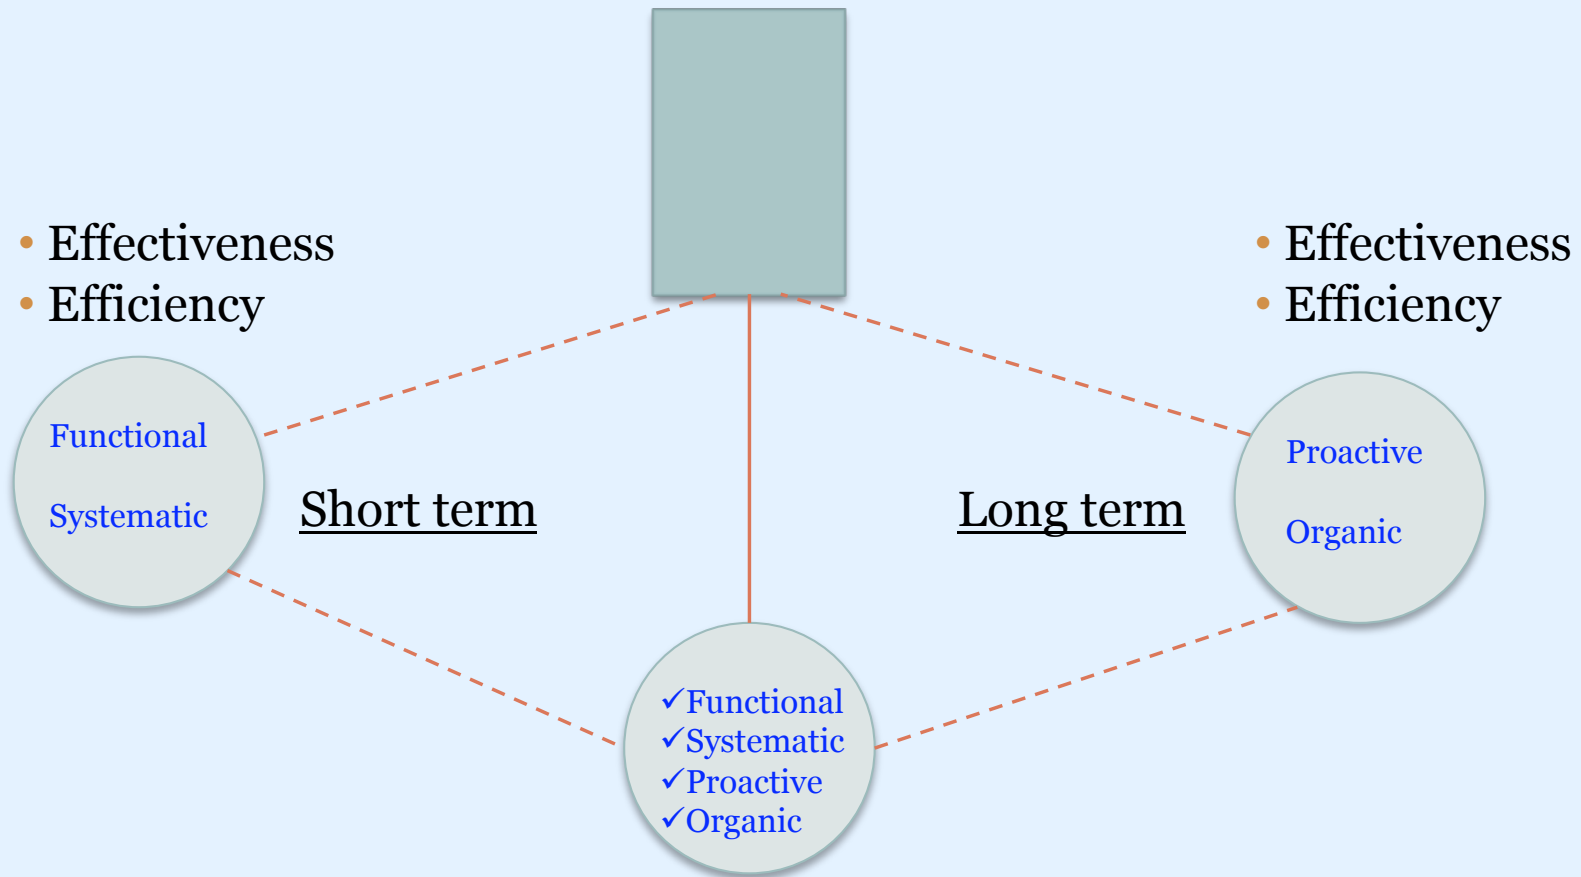 • Effectiveness
• Efficiency
• Effectiveness
• Efficiency
Functional
Systematic
Short term
Long term
Proactive
Organic
✓Functional
✓Systematic
✓Proactive
✓Organic